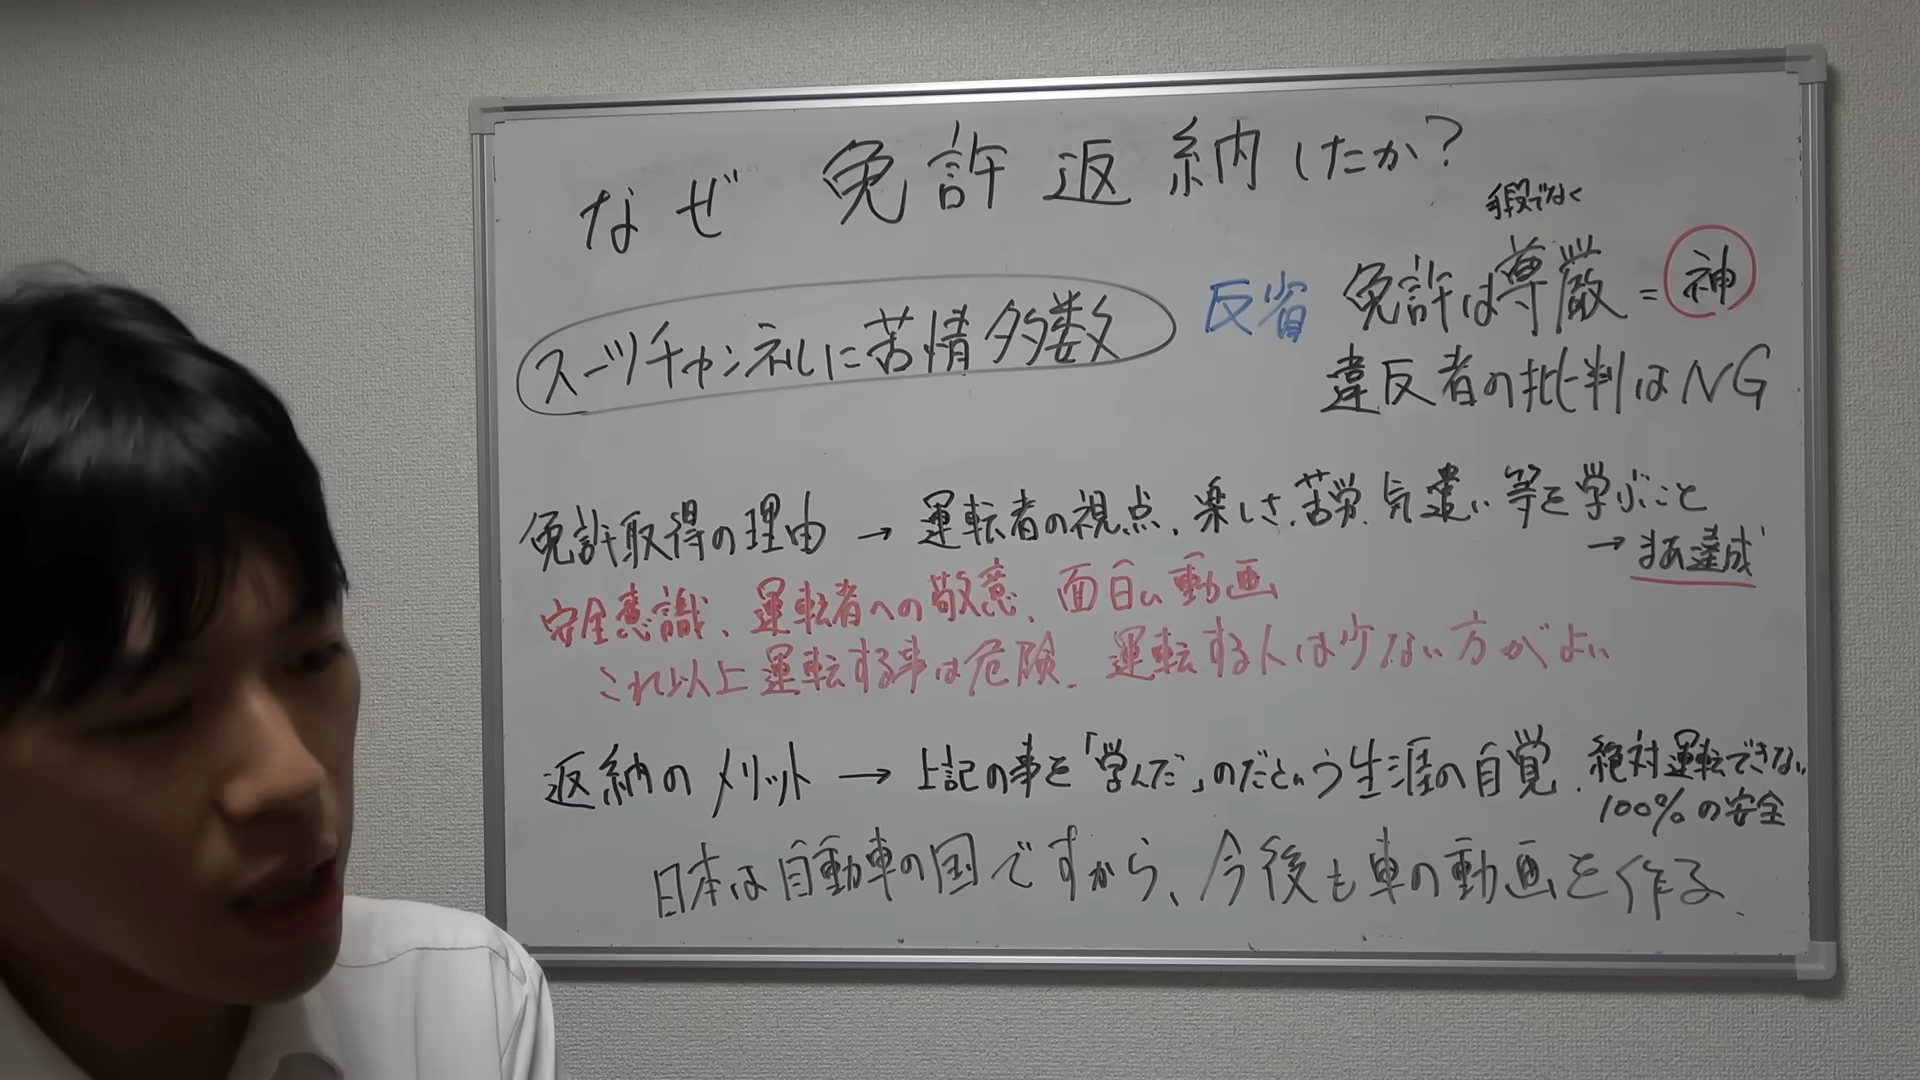 なぜ 免許返納したか?
スーツチャンネルに苦情多数
反省
手段でなく
免許は尊厳=神
違反者の批判はNG
免許取得の理由 → 運転者の視点、楽しさ、苦労、気遣い等を学ぶこと
→ まあ達成
安全意識、運転者への敬意、面白い動画
これ以上運転する事は危険、運転する人は少ない方がよい
返納のメリット → 上記の事を「学んだ」のだという生涯の自覚、絶対運転できない
100%の安全
日本は自動車の国ですから、今後も車の動画を作る、